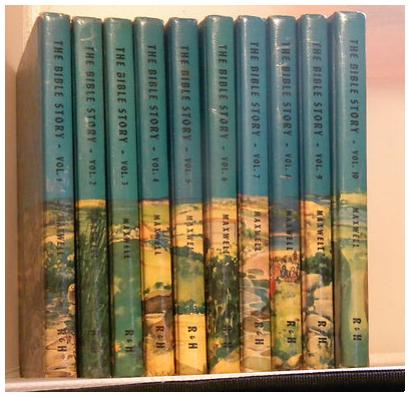 THE BIBLE STORY - VOL. 1 MAXWELL R & H
THE BIBLE STORY - VOL. 2
THE BIBLE STORY - VOL. 3 MAXWELL R & H
THE BIBLE STORY - VOL. 4 MAXWELL R & H
THE BIBLE STORY - VOL. 5 MAXWELL R & H
THE BIBLE STORY - VOL. 6 MAXWELL R & H
THE BIBLE STORY - VOL. 7 MAXWELL R & H
THE BIBLE STORY - VOL. MAXWELL R & H
THE BIBLE STORY - VOL. 9 MAXWELL R & H
THE BIBLE STORY - VOL. 10 MAXWELL R & H